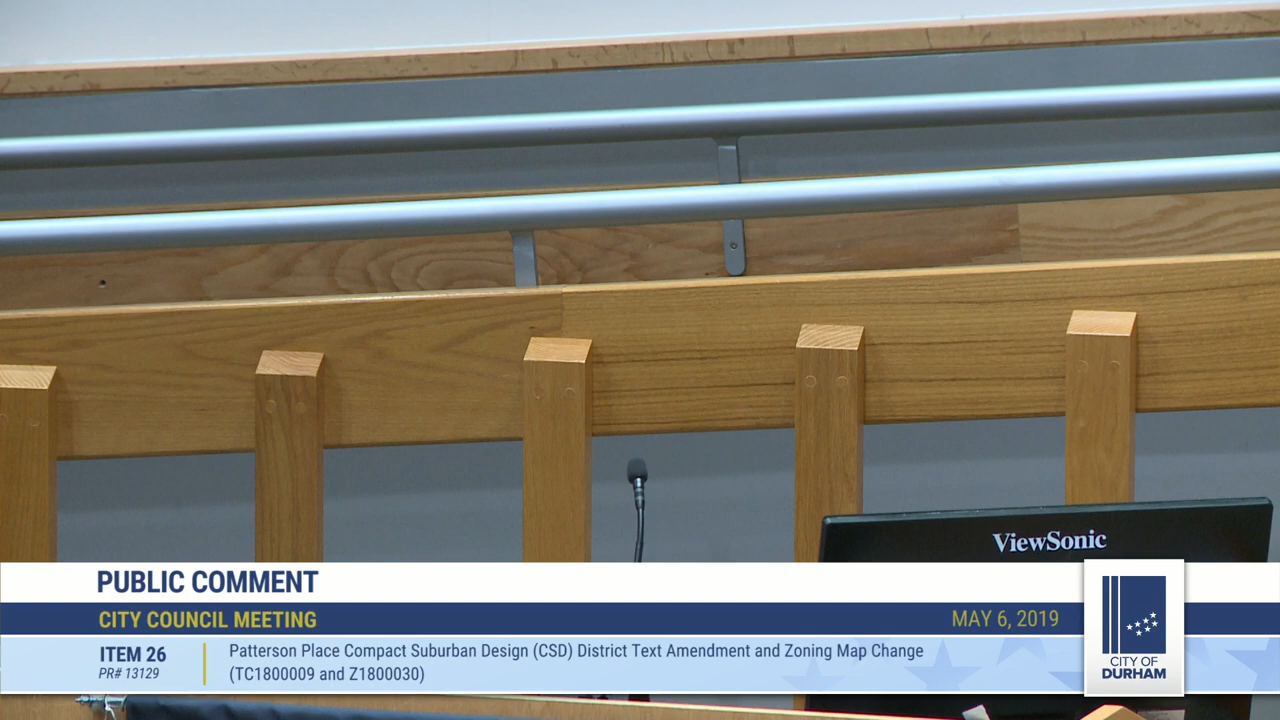 ViewSonic
PUBLIC COMMENT
CITY COUNCIL MEETING
MAY 6, 2019
ITEM 26
PR# 13129
Patterson Place Compact Suburban Design (CSD) District Text Amendment and Zoning Map Change
(TC1800009 and Z1800030)
CITY OF
DURHAM